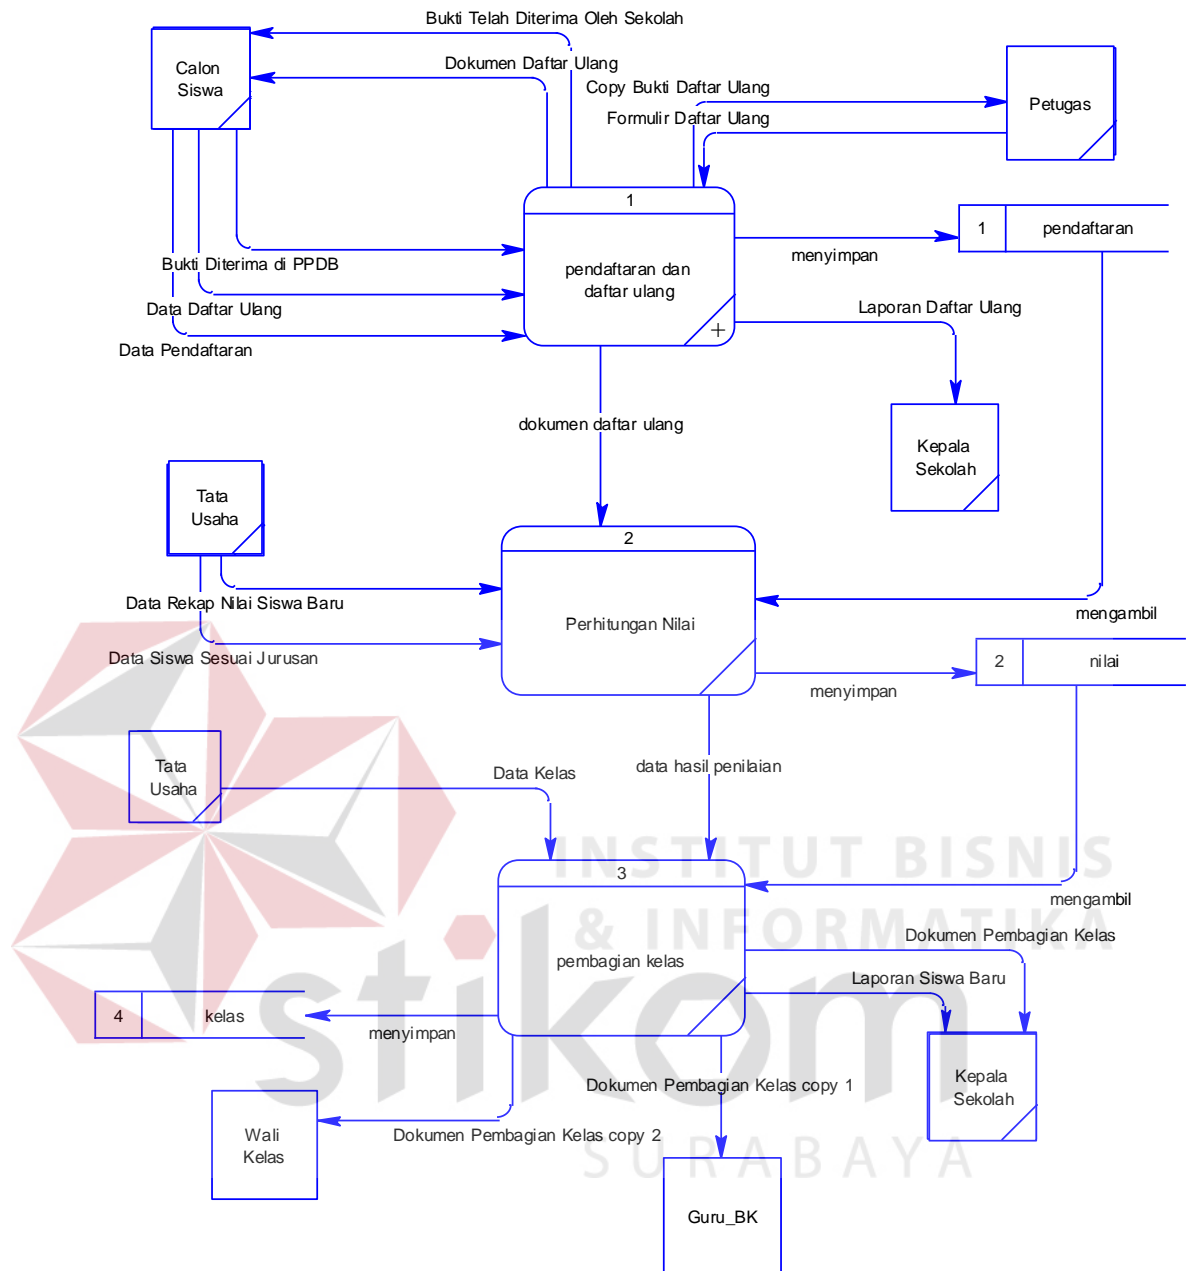 Bukti Telah Diterima Oleh Sekolah
Calon
Siswa
Dokumen Daftar Ulang
Copy Bukti Daftar Ulang
Petugas
Formulir Daftar Ulang
1
pendaftaran dan
daftar ulang
+
menyimpan
1
pendaftaran
Bukti Diterima di PPDB
Data Daftar Ulang
Data Pendaftaran
Laporan Daftar Ulang
Kepala
Sekolah
dokumen daftar ulang
Tata
Usaha
2
Perhitungan Nilai
Data Rekap Nilai Siswa Baru
Data Siswa Sesuai Jurusan
mengambil
menyimpan
2
nilai
Tata
Usaha
Data Kelas
data hasil penilaian
INSTITUT BISNIS
& INFORMATIKA
stikom
SURABAYA
3
pembagian kelas
mengambil
Dokumen Pembagian Kelas
Laporan Siswa Baru
Kepala
Sekolah
4
kelas
menyimpan
Dokumen Pembagian Kelas copy 1
Dokumen Pembagian Kelas copy 2
Wali
Kelas
Guru_BK